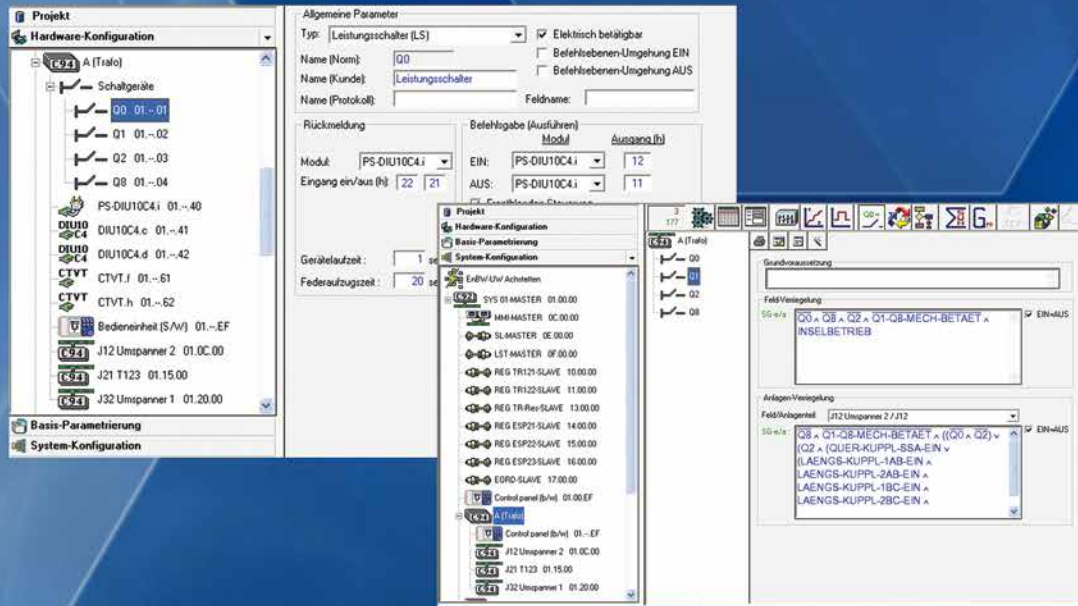 Projekt
Hardware-Konfiguration
C94 A (Trafo)
Schaltgeräte
Q0 01.-.01
Q1 01.-.02
Q2 01.-.03
Q8 01.-.04
PS-DIU10C4.i 01.-.40
DIU10 C4 DIU10C4.c 01.-.41
DIU10 C4 DIU10C4.d 01.-.42
CTVT CTVT.f 01.-.61
CTVT CTVT.h 01.-.62
Bedieneinheit (S/W) 01.-.EF
C94 J12 Umspanner 2 01.0C.00
C94 J21 T123 01.15.00
C94 J32 Umspanner 1 01.20.00
Basis-Parametrierung
System-Konfiguration
Allgemeine Parameter
Typ: Leistungsschalter (LS)
Elektrisch betätigbar
Name (Norm): Q0
Befehlsebenen-Umgehung EIN
Name (Kunde): Leistungsschalter
Befehlsebenen-Umgehung AUS
Name (Protokoll):
Feldname:
Rückmeldung
Modul: PS-DIU10C4.i
Eingang ein/aus (h): 22 21
Gerätelaufzeit : 1
Federaufzugszeit : 20
Befehlsgabe (Ausführen)
Modul Ausgang (h)
EIN: PS-DIU10C4.i 12
AUS: PS-DIU10C4.i 11
Projekt
Hardware-Konfiguration
Basis-Parametrierung
System-Konfiguration
EnBW-UW Achstetten
C94 SYS 01-MASTER 01.00.00
MMI-MASTER 0C.00.00
SL-MASTER 0E.00.00
LST-MASTER 0F.00.00
REG TR121-SLAVE 10.00.00
REG TR122-SLAVE 11.00.00
REG TR-Res-SLAVE 13.00.00
REG ESP21-SLAVE 14.00.00
REG ESP22-SLAVE 15.00.00
REG ESP23-SLAVE 16.00.00
EORD-SLAVE 17.00.00
Control panel (b/w) 01.00.EF
C94 A (Trafo)
Control panel (b/w) 01.-.EF
C94 J12 Umspanner 2 01.0C.00
C94 J21 T123 01.15.00
C94 J32 Umspanner 1 01.20.00
3
177
C94 A (Trafo)
Q0
Q1
Q2
Q8
Grundvoraussetzung
Feld-Verriegelung
SG-e/a : Q0 ∧ Q8 ∧ Q2 ∧ Q1-Q8-MECH-BETAET ∧
INSELBETRIEB
EIN=AUS
Anlagen-Verriegelung
Feld/Anlagenteil: J12 Umspanner 2 / J12
SG-e/a : Q8 ∧ Q1-Q8-MECH-BETAET ∧ ((Q0 ∧ Q2) ∨
(Q2 ∧ (QUER-KUPPL-SSA-EIN ∨
(LAENGS-KUPPL-1AB-EIN ∧
LAENGS-KUPPL-2AB-EIN ∧
LAENGS-KUPPL-1BC-EIN ∧
LAENGS-KUPPL-2BC-EIN ∧
EIN=AUS